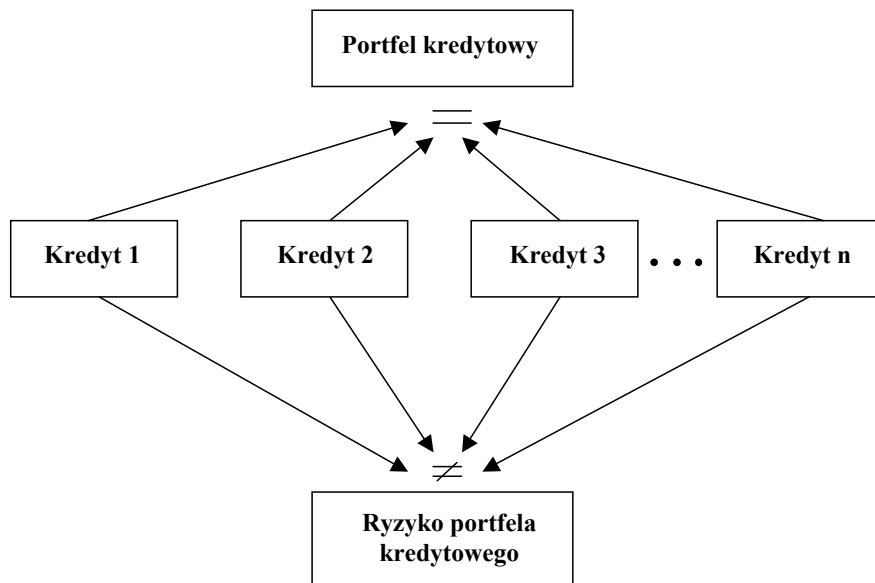 Portfel kredytowy
=
Kredyt 1
Kredyt 2
Kredyt 3
. . .
Kredyt n
≠
Ryzyko portfela
kredytowego